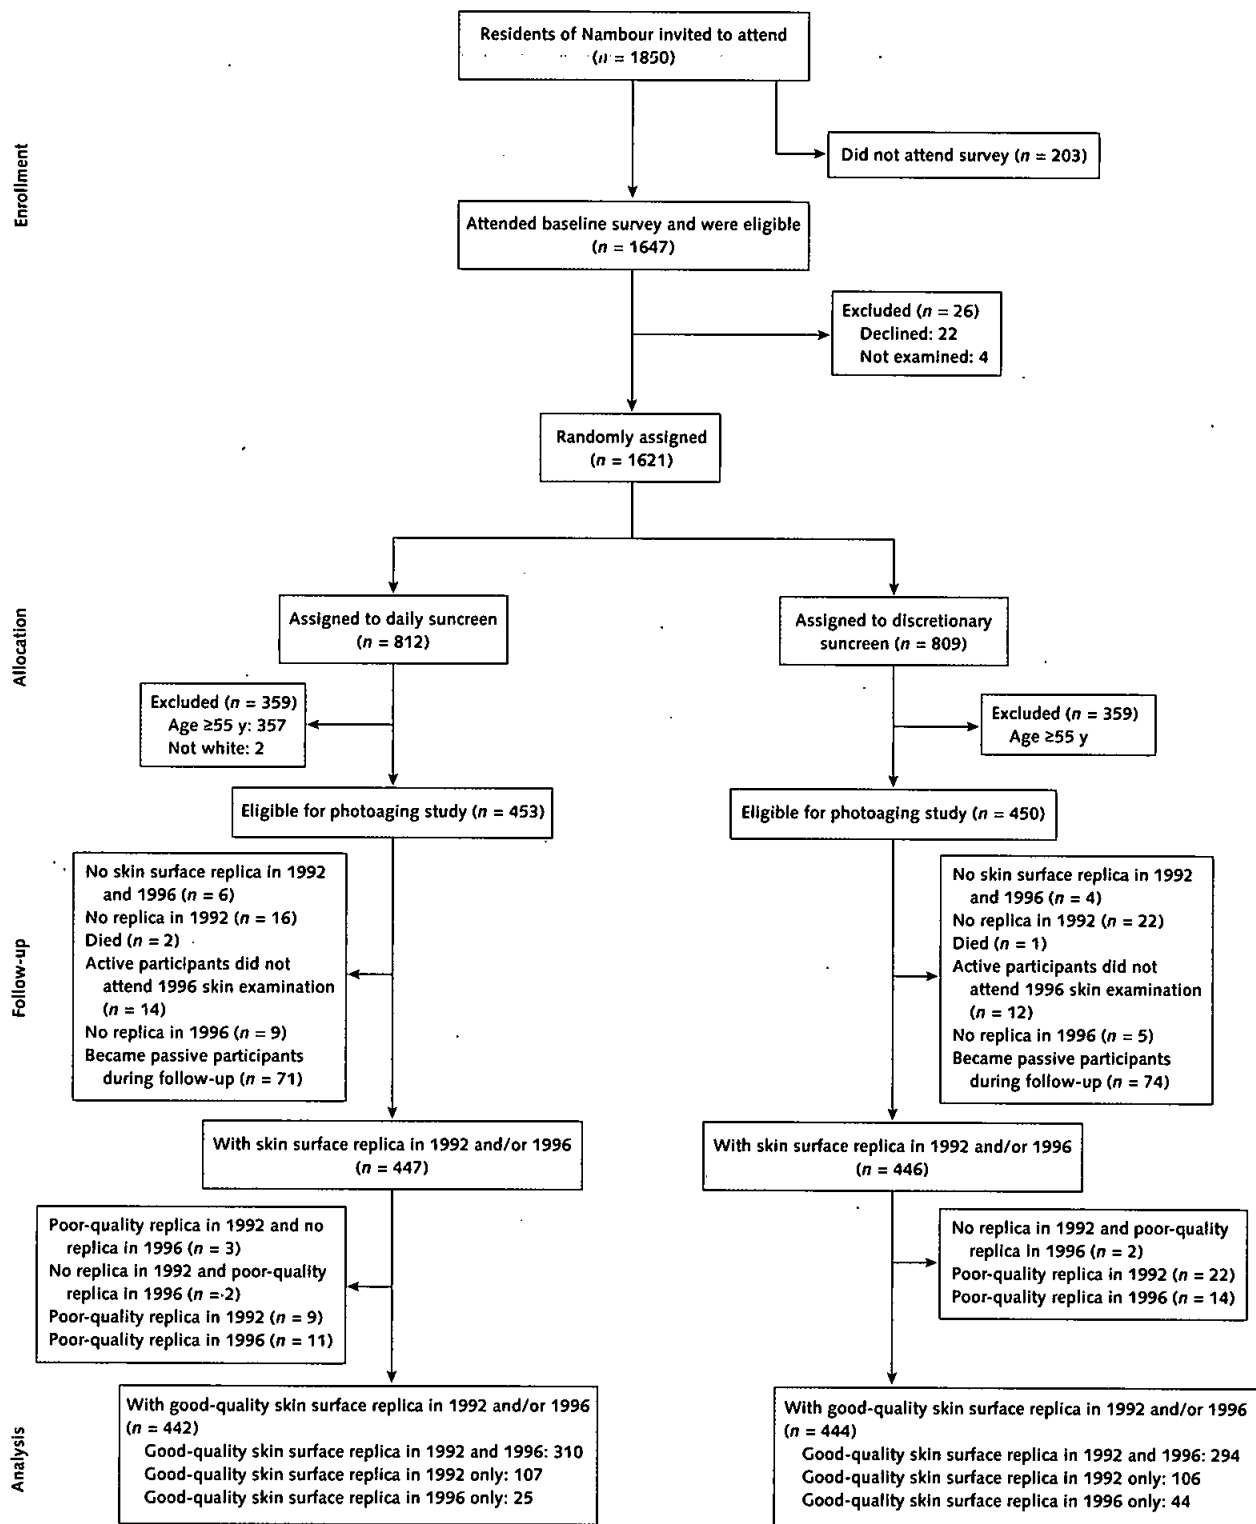 Residents of Nambour invited to attend
(n = 1850)
Did not attend survey (n = 203)
Enrollment
Attended baseline survey and were eligible
(n = 1647)
Excluded (n = 26)
Declined: 22
Not examined: 4
Randomly assigned
(n = 1621)
Allocation
Assigned to daily suncreen
(n = 812)
Assigned to discretionary
suncreen (n = 809)
Excluded (n = 359)
Age ≥55 y: 357
Not white: 2
Excluded (n = 359)
Age ≥55 y
Eligible for photoaging study (n = 453)
Eligible for photoaging study (n = 450)
Follow-up
No skin surface replica in 1992
and 1996 (n = 6)
No replica in 1992 (n = 16)
Died (n = 2)
Active participants did not
attend 1996 skin examination
(n = 14)
No replica in 1996 (n = 9)
Became passive participants
during follow-up (n = 71)
No skin surface replica in 1992
and 1996 (n = 4)
No replica in 1992 (n = 22)
Died (n = 1)
Active participants did not
attend 1996 skin examination
(n = 12)
No replica in 1996 (n = 5)
Became passive participants
during follow-up (n = 74)
With skin surface replica in 1992 and/or 1996
(n = 447)
With skin surface replica in 1992 and/or 1996
(n = 446)
Poor-quality replica in 1992 and no
replica in 1996 (n = 3)
No replica in 1992 and poor-quality
replica in 1996 (n = 2)
Poor-quality replica in 1992 (n = 9)
Poor-quality replica in 1996 (n = 11)
No replica in 1992 and poor-quality
replica in 1996 (n = 2)
Poor-quality replica in 1992 (n = 22)
Poor-quality replica in 1996 (n = 14)
Analysis
With good-quality skin surface replica in 1992 and/or 1996
(n = 442)
Good-quality skin surface replica in 1992 and 1996: 310
Good-quality skin surface replica in 1992 only: 107
Good-quality skin surface replica in 1996 only: 25
With good-quality skin surface replica in 1992 and/or 1996
(n = 444)
Good-quality skin surface replica in 1992 and 1996: 294
Good-quality skin surface replica in 1992 only: 106
Good-quality skin surface replica in 1996 only: 44